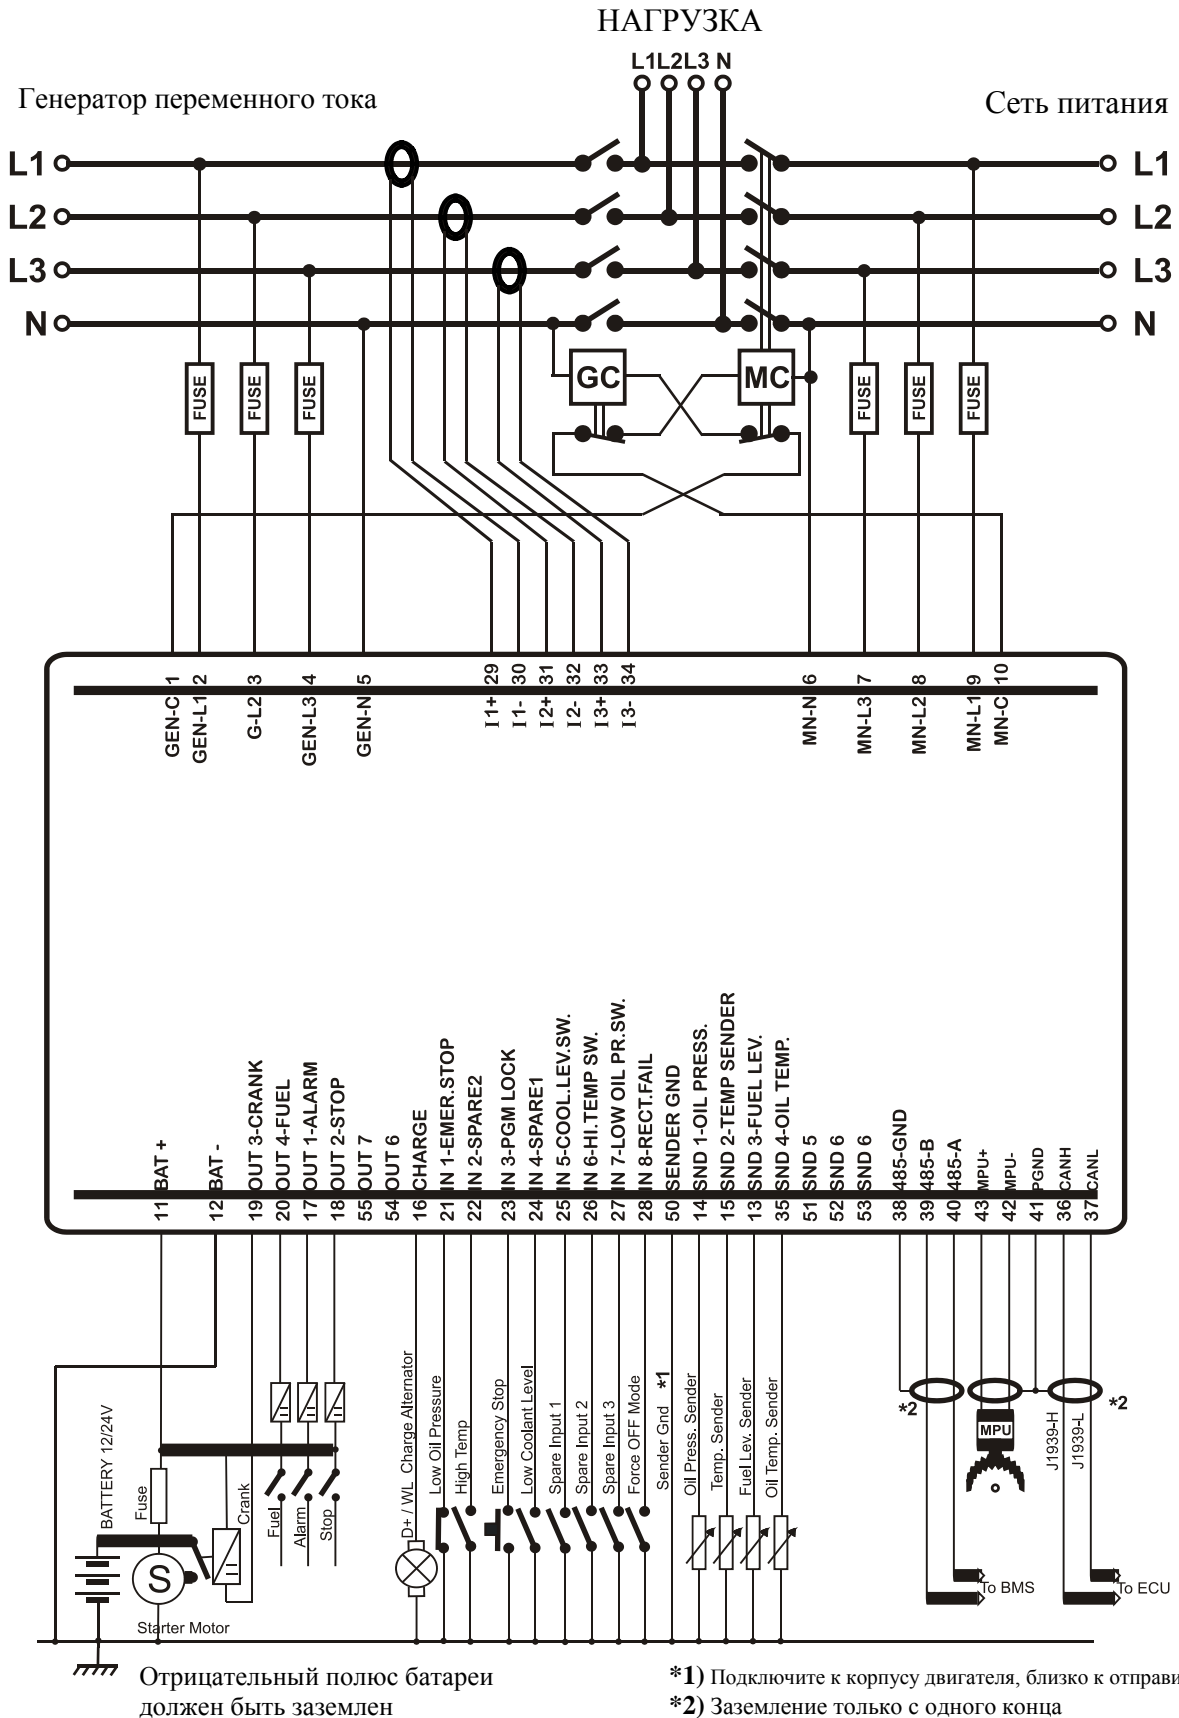 НАГРУЗКА
L1 L2 L3 N
Генератор переменного тока
Сеть питания
L1
L1
L2
L2
L3
L3
N
N
FUSE
FUSE
FUSE
GC
MC
FUSE
FUSE
FUSE
GEN-C 1
GEN-L1 2
G-L2 3
GEN-L3 4
GEN-N 5
I1+ 29
I1- 30
I2+ 31
I2- 32
I3+ 33
I3- 34
MN-N 6
MN-L3 7
MN-L2 8
MN-L1 9
MN-C 10
11 BAT +
12 BAT -
19 OUT 3-CRANK
20 OUT 4-FUEL
17 OUT 1-ALARM
18 OUT 2-STOP
55 OUT 7
54 OUT 6
16 CHARGE
21 IN 1-EMER.STOP
22 IN 2-SPARE2
23 IN 3-PGM LOCK
24 IN 4-SPARE1
25 IN 5-COOL.LEV.SW.
26 IN 6-HI.TEMP SW.
27 IN 7-LOW OIL PR.SW.
28 IN 8-RECT.FAIL
50 SENDER GND
14 SND 1-OIL PRESS.
15 SND 2-TEMP SENDER
13 SND 3-FUEL LEV.
35 SND 4-OIL TEMP.
51 SND 5
52 SND 6
53 SND 6
38 485-GND
39 485-B
40 485-A
43 MPU+
42 MPU-
41 PGND
36 CANH
37 CANL
BATTERY 12/24V
Fuse
Crank
Fuel
Alarm
Stop
D+ / WL Charge Alternator
Low Oil Pressure
High Temp
Emergency Stop
Low Coolant Level
Spare Input 1
Spare Input 2
Spare Input 3
Force OFF Mode
Sender Gnd *1
Oil Press. Sender
Temp. Sender
Fuel Lev. Sender
Oil Temp. Sender
*2
MPU
J1939-H
J1939-L
*2
S
Starter Motor
To BMS
To ECU
Отрицательный полюс батареи
должен быть заземлен
*1) Подключите к корпусу двигателя, близко к отправи
*2) Заземление только с одного конца